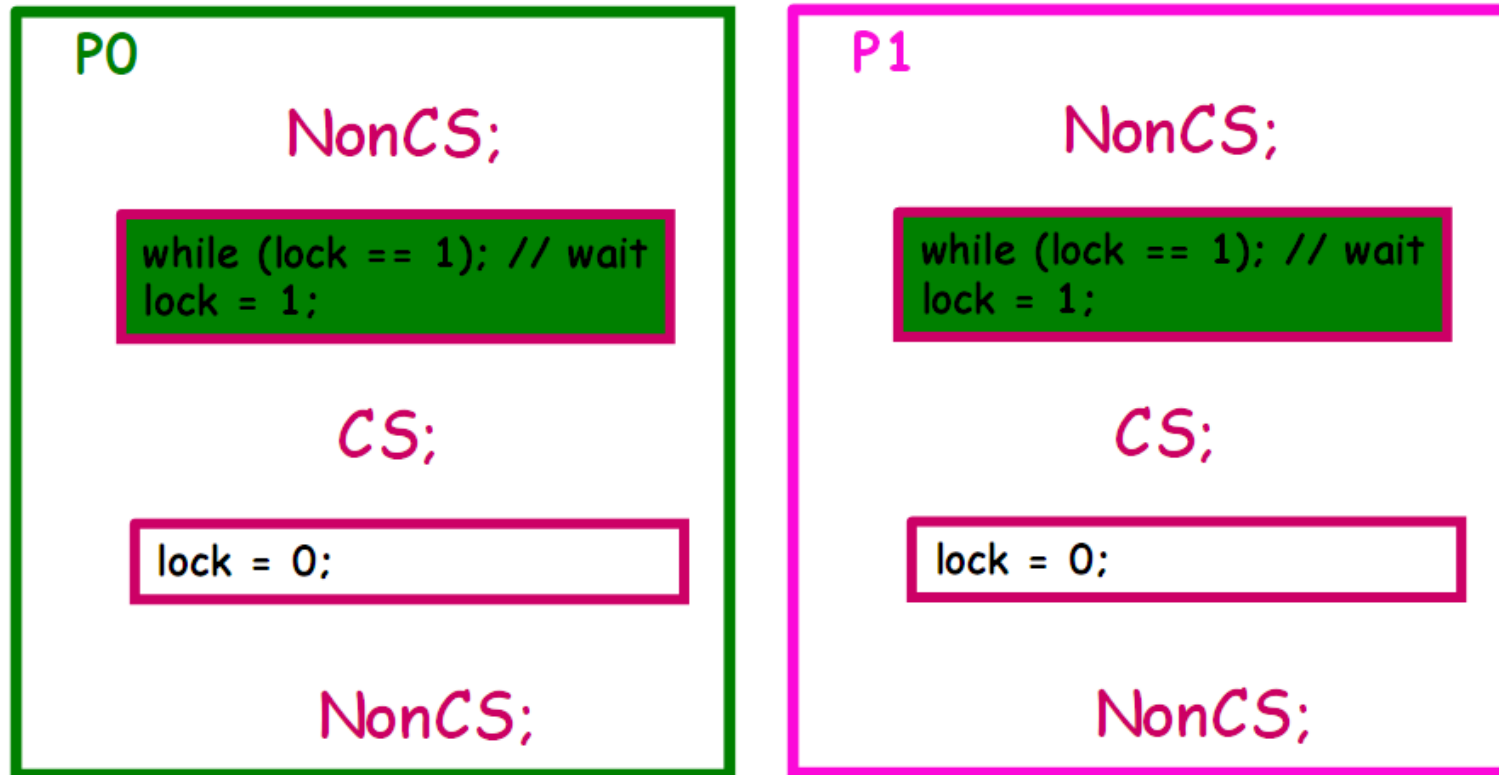 P0
NonCS;
while (lock == 1); // wait
lock = 1;
CS;
lock = 0;
NonCS;
P1
NonCS;
while (lock == 1); // wait
lock = 1;
CS;
lock = 0;
NonCS;